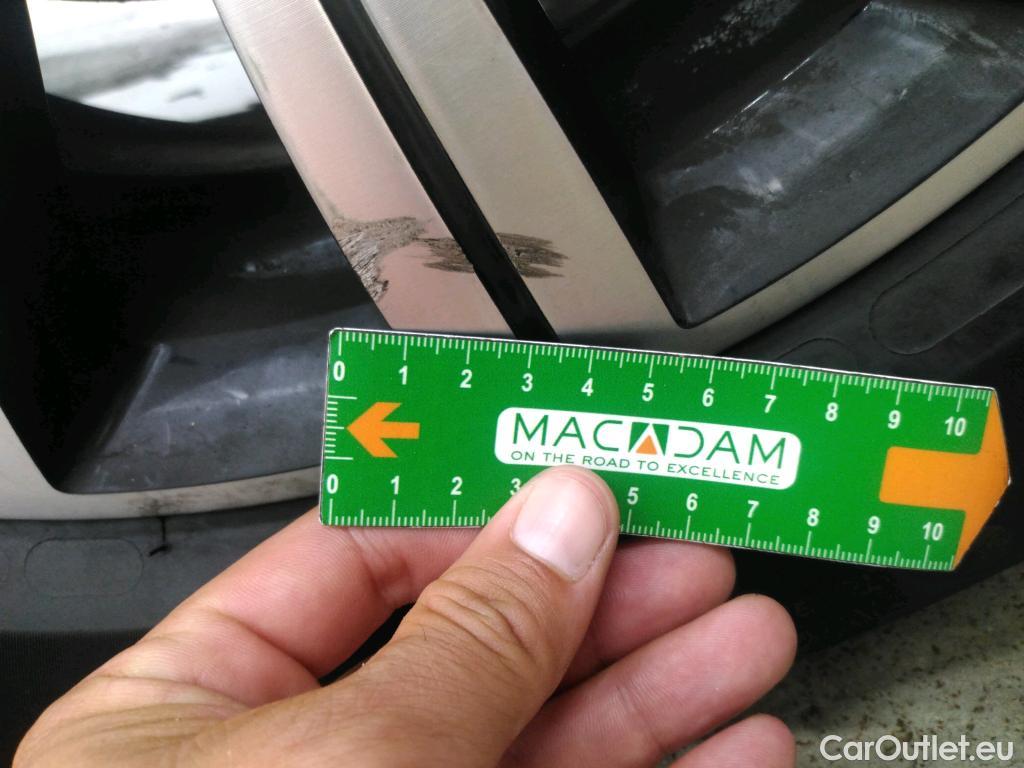 0 1 2 3 4 5 6 7 8 9 10
MACADAM
ON THE ROAD TO EXCELLENCE
0 1 2 3 5 6 7 8 9 10
CarOutlet.eu